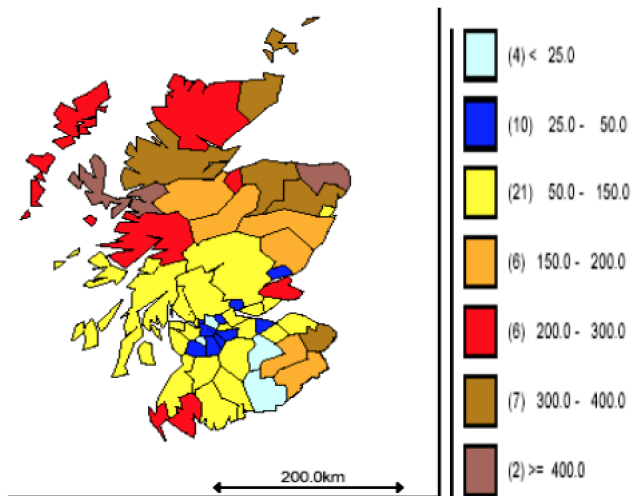 (4) < 25.0
(10) 25.0 - 50.0
(21) 50.0 - 150.0
(6) 150.0 - 200.0
(6) 200.0 - 300.0
(7) 300.0 - 400.0
(2) >= 400.0
200.0km